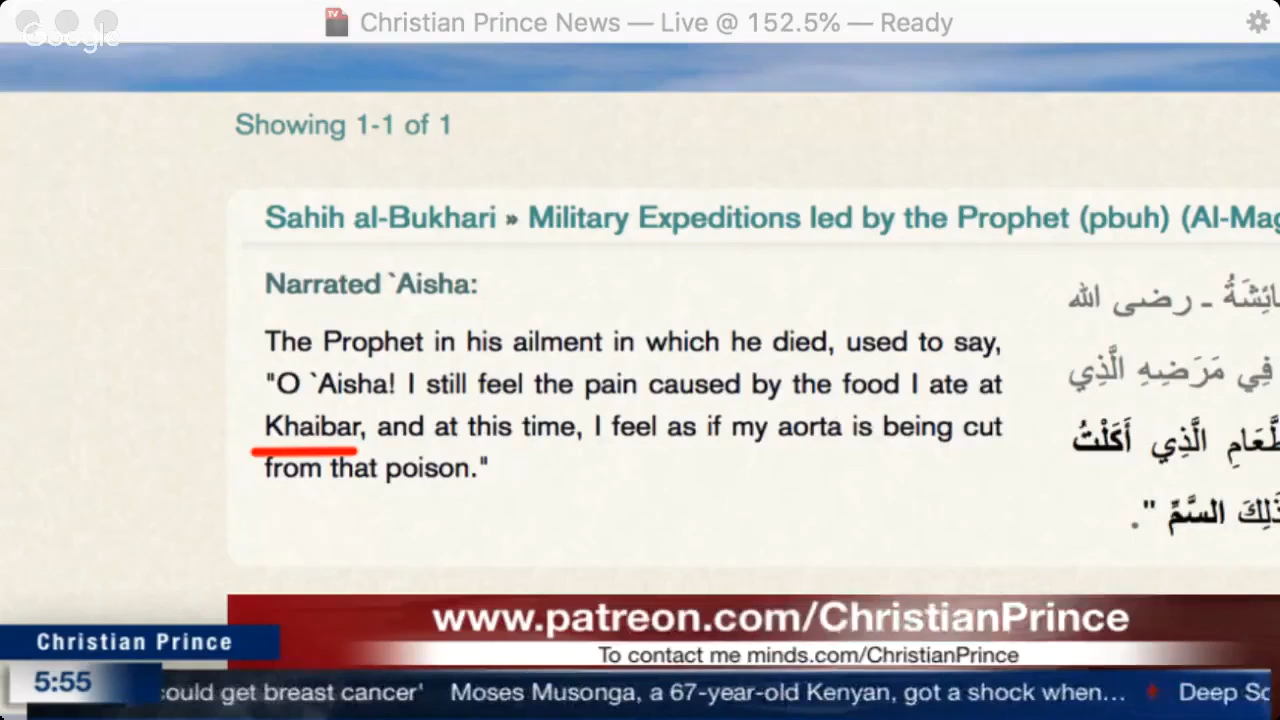 Google
Christian Prince News — Live @ 152.5% — Ready
Showing 1-1 of 1
Sahih al-Bukhari » Military Expeditions led by the Prophet (pbuh) (Al-Mag
Narrated `Aisha:
The Prophet in his ailment in which he died, used to say,
"O `Aisha! I still feel the pain caused by the food I ate at
Khaibar, and at this time, I feel as if my aorta is being cut
from that poison."
ـ رضى الله
فِي مَرَضِهِ الَّذِي
الَّذِي أَكَلْتُ
ذَلِكَ السَّمِّ ".
www.patreon.com/ChristianPrince
To contact me minds.com/ChristianPrince
Christian Prince
5:55
could get breast cancer' Moses Musonga, a 67-year-old Kenyan, got a shock when... Deep